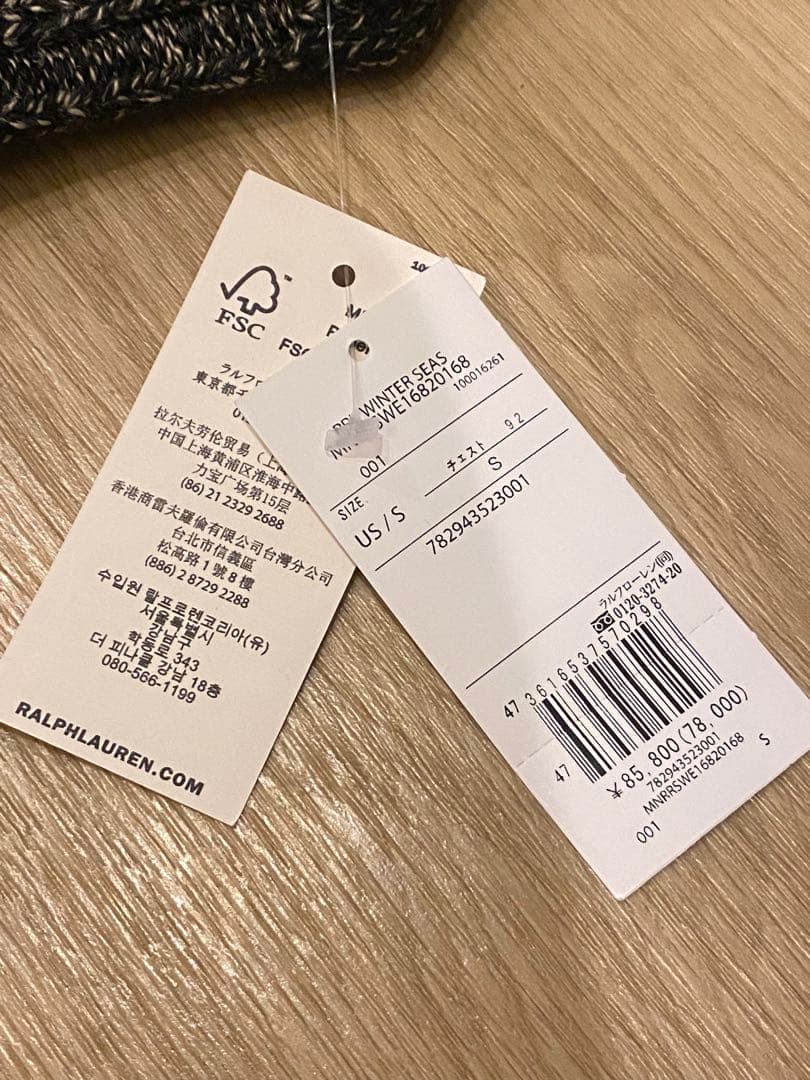 FSC
™
FSC
ラルフロ
東京都千
拉尔夫劳伦贸易（上海
中国上海黄浦区淮海中路
力宝广场第15层
(86) 21 2329 2688
香港商雷夫羅倫有限公司台灣分公司
台北市信義區
松高路 1 號 8 樓
(886) 2 8729 2288
수입원 랄프로렌코리아(유)
서울특별시
강남구
학동로 343
더 피나클 강남 18층
080-566-1199
RALPHLAUREN.COM
WINTER SEAS
SWE16820168
001
100016261
SIZE
チェスト 92
US / S
S
782943523001
ラルフローレン(同)
0120-3274-20
47 3616537570298
47
¥ 85,800(78,000)
782943523001
MNRRSWE16820168
001
S